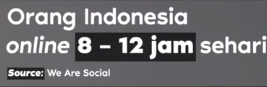 Orang Indonesia
online 8 – 12 jam sehari
Source: We Are Social